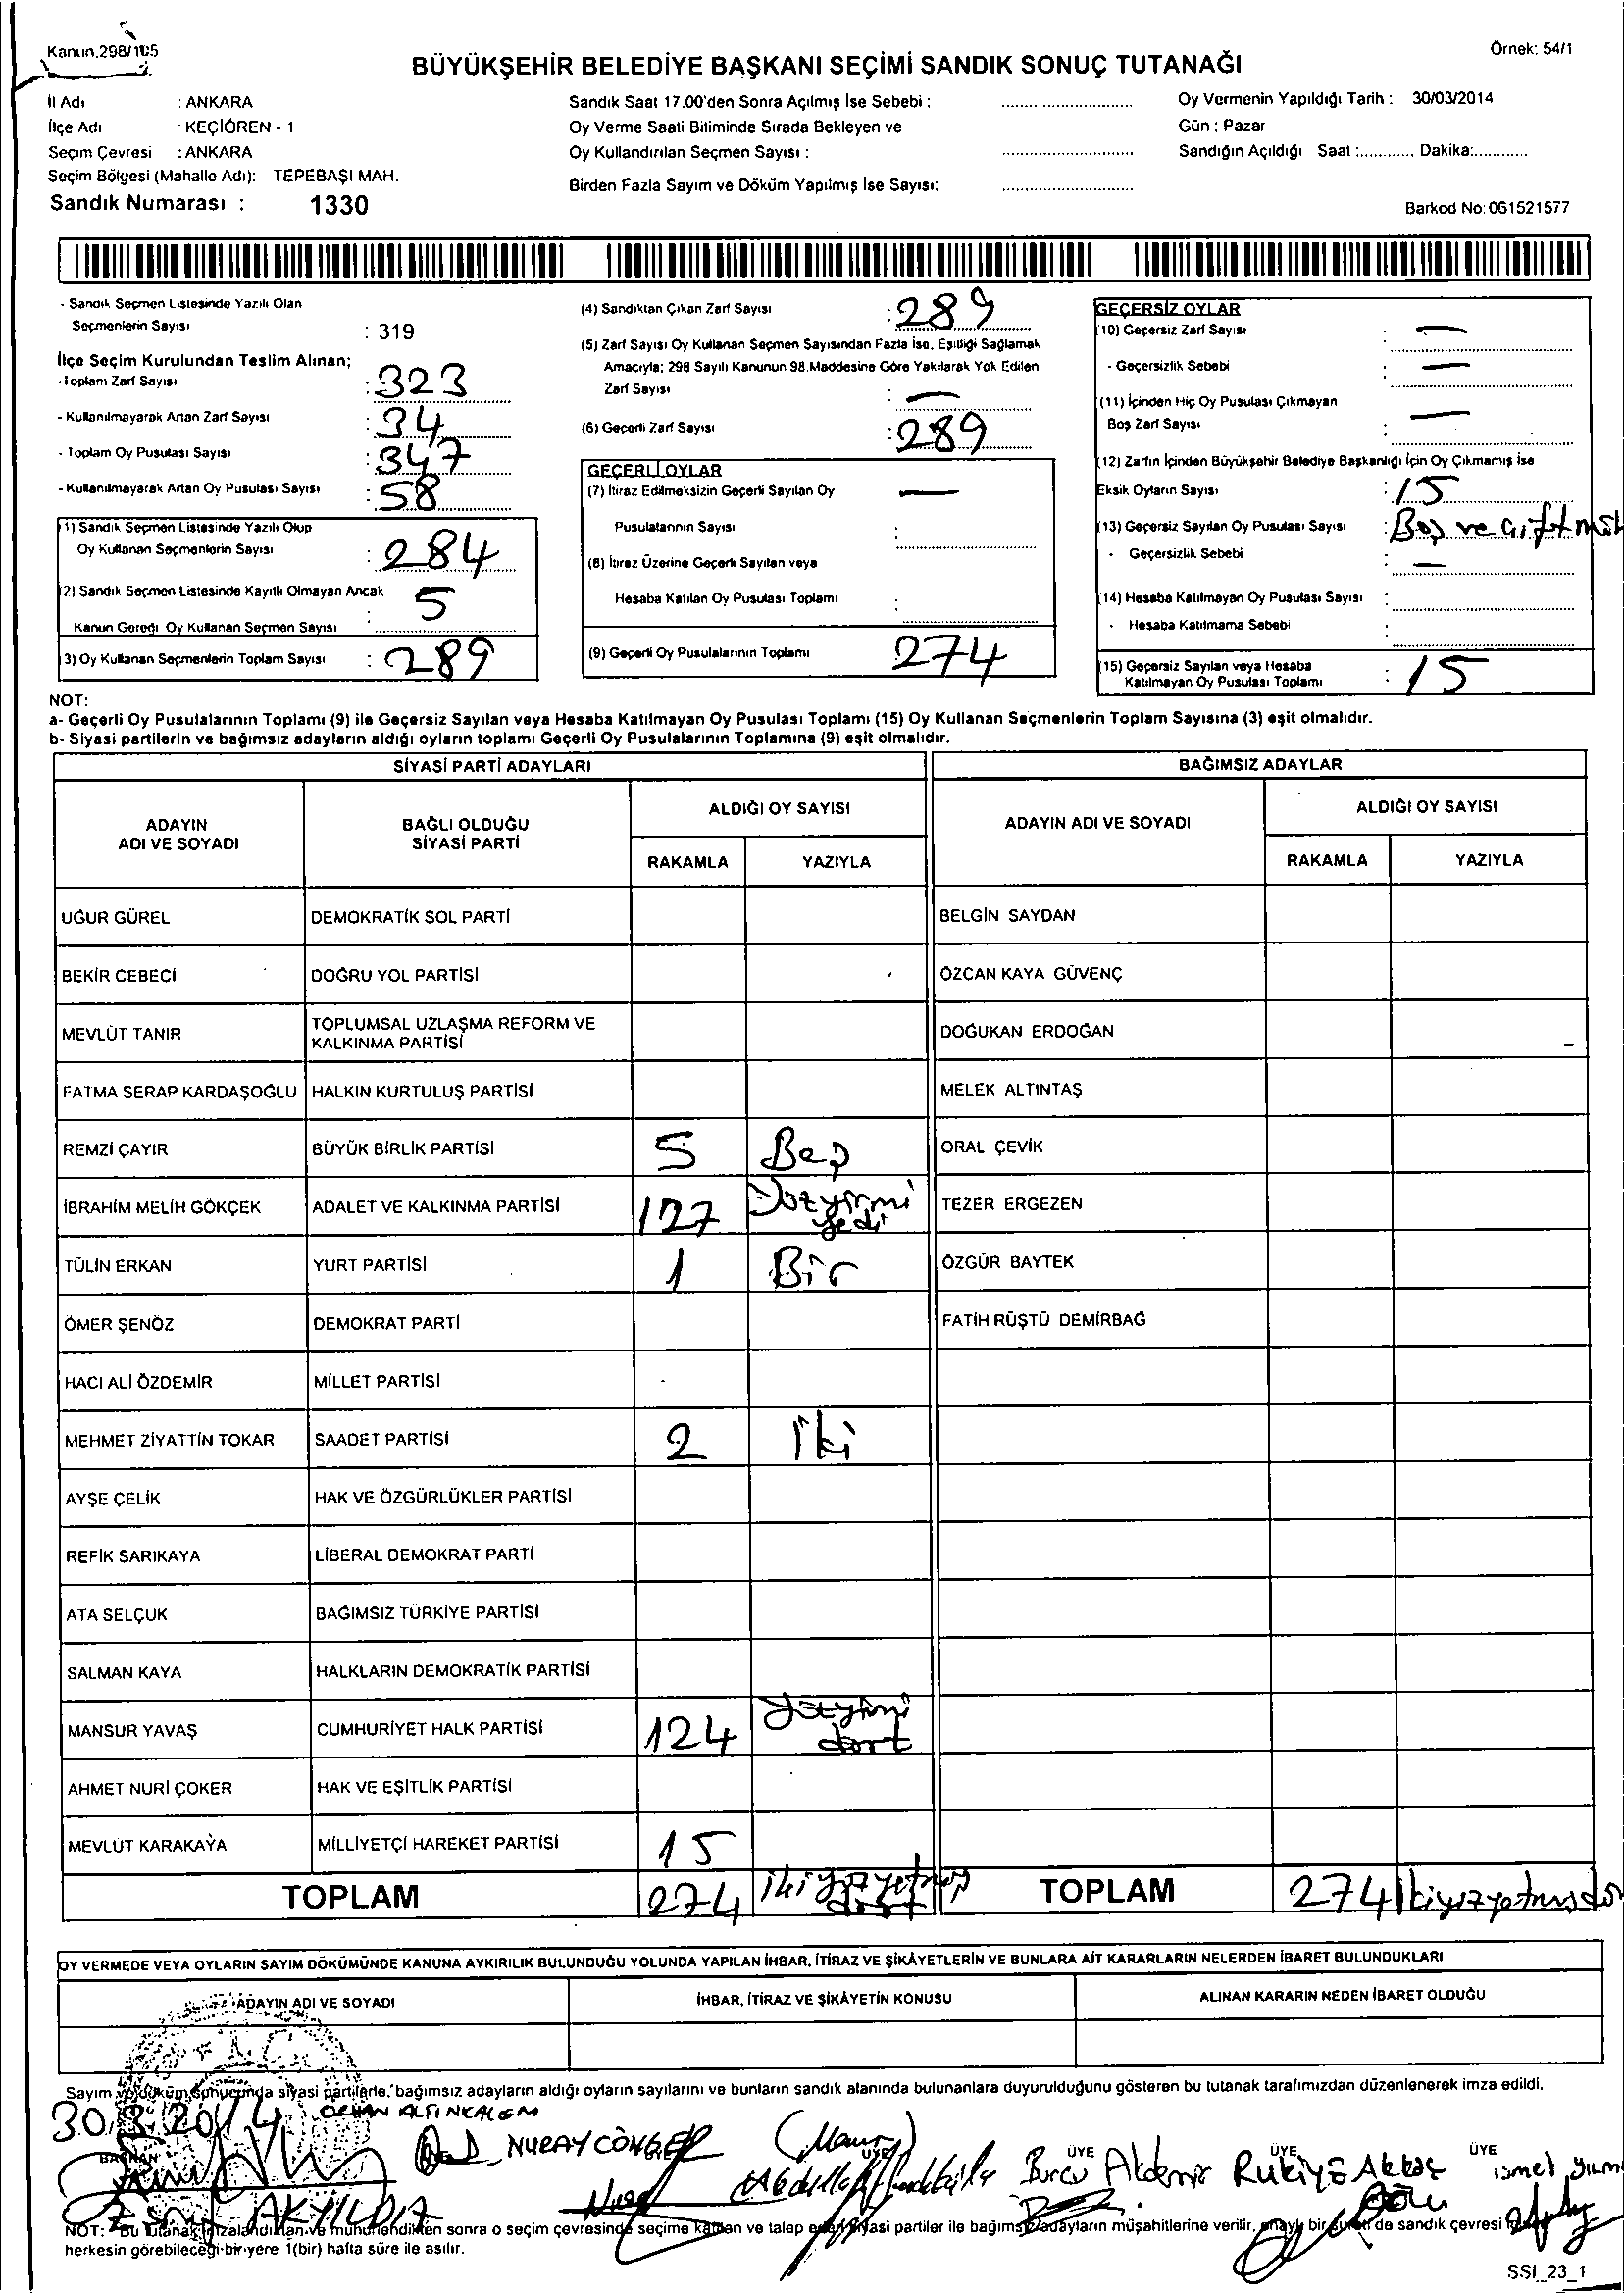 Kanun.298/105
Örnek: 54/1
BÜYÜKŞEHİR BELEDİYE BAŞKANI SEÇİMİ SANDIK SONUÇ TUTANAĞI
İl Adı : ANKARA
İlçe Adı : KEÇİÖREN - 1
Seçim Çevresi : ANKARA
Seçim Bölgesi (Mahalle Adı): TEPEBAŞI MAH.
Sandık Numarası : 1330
Sandık Saat 17.00'den Sonra Açılmış İse Sebebi :
Oy Verme Saati Bitiminde Sırada Bekleyen ve
Oy Kullandırılan Seçmen Sayısı :
Birden Fazla Sayım ve Döküm Yapılmış İse Sayısı:
Oy Vermenin Yapıldığı Tarih : 30/03/2014
Gün : Pazar
Sandığın Açıldığı Saat :........... Dakika:...........
Barkod No: 061521577
- Sandık Seçmen Listesinde Yazılı Olan
Seçmenlerin Sayısı : 319
İlçe Seçim Kurulundan Teslim Alınan;
-Toplam Zarf Sayısı : 323
- Kullanılmayarak Artan Zarf Sayısı : 34
- Toplam Oy Pusulası Sayısı : 347
- Kullanılmayarak Artan Oy Pusulası Sayısı : 58
(1) Sandık Seçmen Listesinde Yazılı Olup
Oy Kullanan Seçmenlerin Sayısı : 284
(2) Sandık Seçmen Listesinde Kayıtlı Olmayan Ancak
Kanun Gereği Oy Kullanan Seçmen Sayısı : 5
(3) Oy Kullanan Seçmenlerin Toplam Sayısı : 289
(4) Sandıktan Çıkan Zarf Sayısı : 289
(5) Zarf Sayısı Oy Kullanan Seçmen Sayısından Fazla İse, Eşitliği Sağlamak
Amacıyla; 298 Sayılı Kanunun 98.Maddesine Göre Yakılarak Yok Edilen
Zarf Sayısı : —
(6) Geçerli Zarf Sayısı : 289
GEÇERLİ OYLAR
(7) İtiraz Edilmeksizin Geçerli Sayılan Oy
Pusulalarının Sayısı : —
(8) İtiraz Üzerine Geçerli Sayılan veya
Hesaba Katılan Oy Pusulası Toplamı :
(9) Geçerli Oy Pusulalarının Toplamı 274
GEÇERSİZ OYLAR
(10) Geçersiz Zarf Sayısı : —
- Geçersizlik Sebebi : —
(11) İçinden Hiç Oy Pusulası Çıkmayan
Boş Zarf Sayısı : —
(12) Zarfın İçinden Büyükşehir Belediye Başkanlığı İçin Oy Çıkmamış İse
Eksik Oyların Sayısı : 15
(13) Geçersiz Sayılan Oy Pusulası Sayısı : Boş ve çift
- Geçersizlik Sebebi : —
(14) Hesaba Katılmayan Oy Pusulası Sayısı :
- Hesaba Katılmama Sebebi :
(15) Geçersiz Sayılan veya Hesaba
Katılmayan Oy Pusulası Toplamı : 15
NOT:
a- Geçerli Oy Pusulalarının Toplamı (9) ile Geçersiz Sayılan veya Hesaba Katılmayan Oy Pusulası Toplamı (15) Oy Kullanan Seçmenlerin Toplam Sayısına (3) eşit olmalıdır.
b- Siyasi partilerin ve bağımsız adayların aldığı oyların toplamı Geçerli Oy Pusulalarının Toplamına (9) eşit olmalıdır.
SİYASİ PARTİ ADAYLARI
BAĞIMSIZ ADAYLAR
ADAYIN ADI VE SOYADI
BAĞLI OLDUĞU SİYASİ PARTİ
ALDIĞI OY SAYISI
RAKAMLA YAZIYLA
ADAYIN ADI VE SOYADI
ALDIĞI OY SAYISI
RAKAMLA YAZIYLA
UĞUR GÜREL DEMOKRATİK SOL PARTİ BELGİN SAYDAN
BEKİR CEBECİ DOĞRU YOL PARTİSİ ÖZCAN KAYA GÜVENÇ
MEVLÜT TANIR TOPLUMSAL UZLAŞMA REFORM VE KALKINMA PARTİSİ DOĞUKAN ERDOĞAN
FATMA SERAP KARDAŞOĞLU HALKIN KURTULUŞ PARTİSİ MELEK ALTINTAŞ
REMZİ ÇAYIR BÜYÜK BİRLİK PARTİSİ 5 Beş ORAL ÇEVİK
İBRAHİM MELİH GÖKÇEK ADALET VE KALKINMA PARTİSİ 127 Yüzyirmi yedi TEZER ERGEZEN
TÜLİN ERKAN YURT PARTİSİ 1 Bir ÖZGÜR BAYTEK
ÖMER ŞENÖZ DEMOKRAT PARTİ FATİH RÜŞTÜ DEMİRBAĞ
HACI ALİ ÖZDEMİR MİLLET PARTİSİ
MEHMET ZİYATTİN TOKAR SAADET PARTİSİ 2 İki
AYŞE ÇELİK HAK VE ÖZGÜRLÜKLER PARTİSİ
REFİK SARIKAYA LİBERAL DEMOKRAT PARTİ
ATA SELÇUK BAĞIMSIZ TÜRKİYE PARTİSİ
SALMAN KAYA HALKLARIN DEMOKRATİK PARTİSİ
MANSUR YAVAŞ CUMHURİYET HALK PARTİSİ 124 yüzyirmi dört
AHMET NURİ ÇOKER HAK VE EŞİTLİK PARTİSİ
MEVLÜT KARAKAYA MİLLİYETÇİ HAREKET PARTİSİ 15
TOPLAM 274 ikiyüzyetmiş dört TOPLAM 274 ikiyüzyetmişdö
OY VERMEDE VEYA OYLARIN SAYIM DÖKÜMÜNDE KANUNA AYKIRILIK BULUNDUĞU YOLUNDA YAPILAN İHBAR, İTİRAZ VE ŞİKÂYETLERİN VE BUNLARA AİT KARARLARIN NELERDEN İBARET BULUNDUKLARI
ADAYIN ADI VE SOYADI İHBAR, İTİRAZ VE ŞİKÂYETİN KONUSU ALINAN KARARIN NEDEN İBARET OLDUĞU
Sayım ve döküm sonucunda siyasi partilerle, bağımsız adayların aldığı oyların sayılarını ve bunların sandık alanında bulunanlara duyurulduğunu gösteren bu tutanak tarafımızdan düzenlenerek imza edildi.
30.3.2014 ORHAN ALTINKALEM
BAŞKAN NURAY CÖNGER ÜYE ÜYE ÜYE ÜYE ÜYE
Burcu Akdemir Rukiye Akkaş
AKYILDIZ
NOT: Bu tutanak imzalandıktan ve mühürlendikten sonra o seçim çevresinde seçime katılan ve talep eden siyasi partiler ile bağımsız adayların müşahitlerine verilir, onaylı bir sureti de sandık çevresi
herkesin görebileceği bir yere 1(bir) hafta süre ile asılır.
SSI_23_1